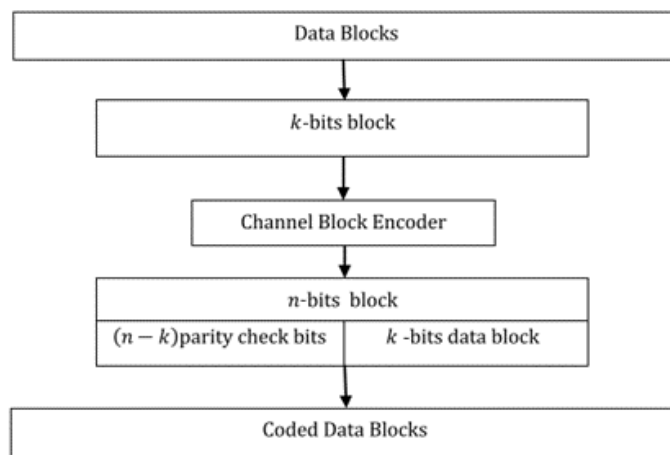 Data Blocks
k-bits block
Channel Block Encoder
n-bits block
(n − k)parity check bits
k -bits data block
Coded Data Blocks